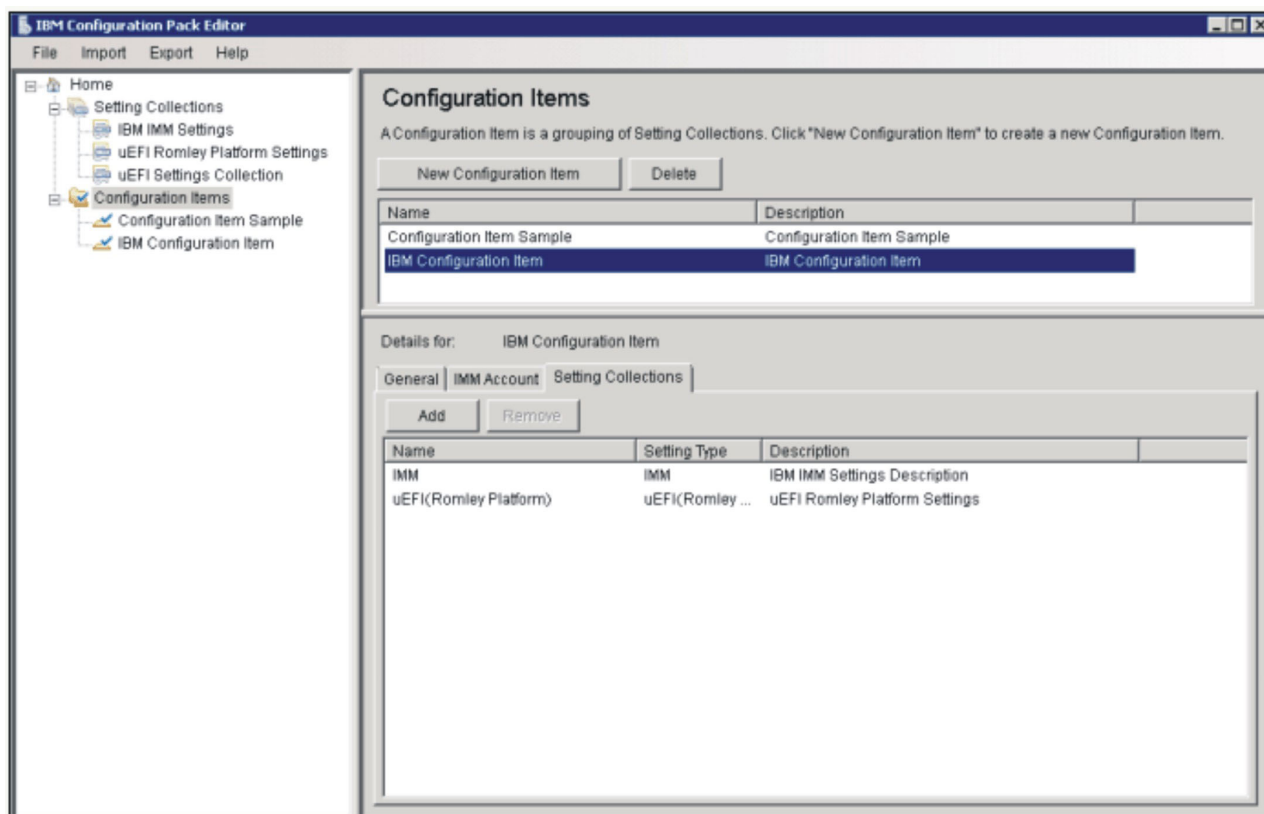 IBM Configuration Pack Editor
File Import Export Help
Home
Setting Collections
IBM IMM Settings
uEFI Romley Platform Settings
uEFI Settings Collection
Configuration Items
Configuration Item Sample
IBM Configuration Item
Configuration Items
A Configuration Item is a grouping of Setting Collections. Click "New Configuration Item" to create a new Configuration Item.
New Configuration Item Delete
Name Description
Configuration Item Sample Configuration Item Sample
IBM Configuration Item IBM Configuration Item
Details for: IBM Configuration Item
General IMM Account Setting Collections
Add Remove
Name Setting Type Description
IMM IMM IBM IMM Settings Description
uEFI(Romley Platform) uEFI(Romley ... uEFI Romley Platform Settings